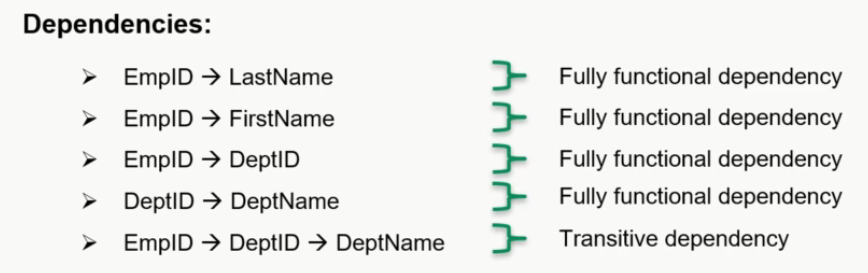 Dependencies:
➢ EmpID → LastName Fully functional dependency
➢ EmpID → FirstName Fully functional dependency
➢ EmpID → DeptID Fully functional dependency
➢ DeptID → DeptName Fully functional dependency
➢ EmpID → DeptID → DeptName Transitive dependency